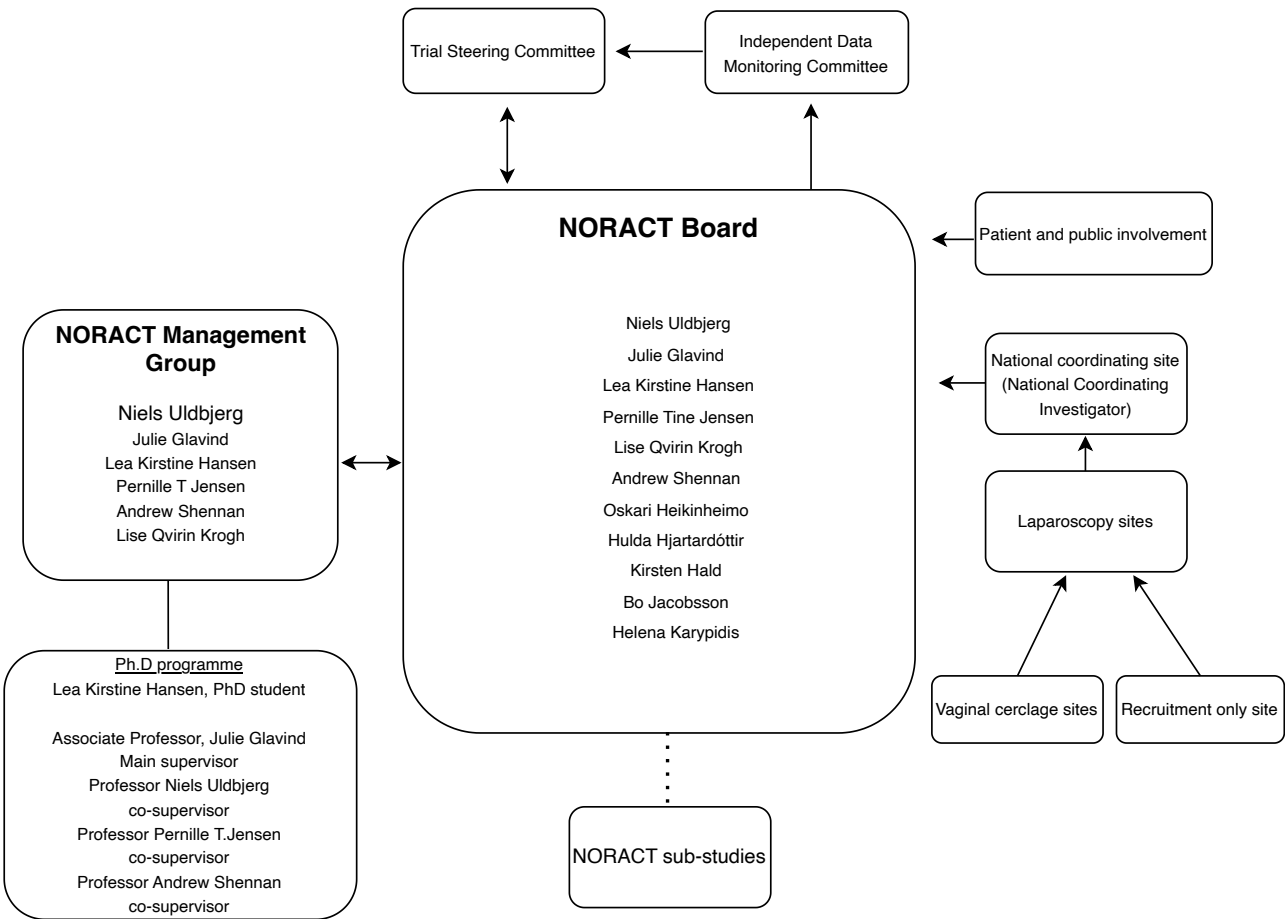 Trial Steering Committee
Independent Data
Monitoring Committee
NORACT Board
Niels Uldbjerg
Julie Glavind
Lea Kirstine Hansen
Pernille Tine Jensen
Lise Qvirin Krogh
Andrew Shennan
Oskari Heikinheimo
Hulda Hjartardóttir
Kirsten Hald
Bo Jacobsson
Helena Karypidis
Patient and public involvement
National coordinating site
(National Coordinating
Investigator)
Laparoscopy sites
Vaginal cerclage sites
Recruitment only site
NORACT Management
Group
Niels Uldbjerg
Julie Glavind
Lea Kirstine Hansen
Pernille T Jensen
Andrew Shennan
Lise Qvirin Krogh
Ph.D programme
Lea Kirstine Hansen, PhD student
Associate Professor, Julie Glavind
Main supervisor
Professor Niels Uldbjerg
co-supervisor
Professor Pernille T.Jensen
co-supervisor
Professor Andrew Shennan
co-supervisor
NORACT sub-studies